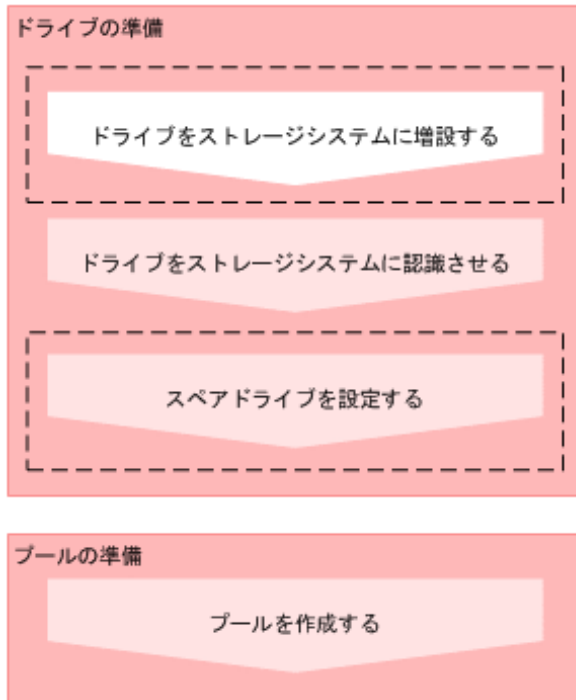 ドライブの準備
ドライブをストレージシステムに増設する
ドライブをストレージシステムに認識させる
スペアドライブを設定する
プールの準備
プールを作成する